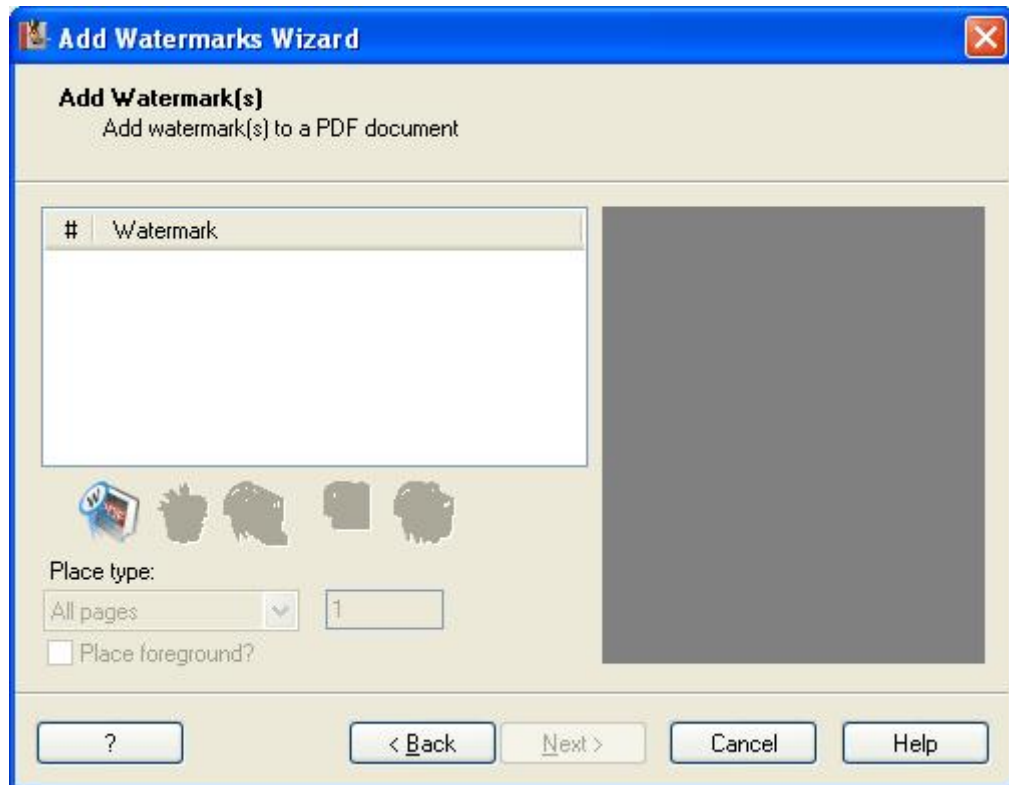 Add Watermarks Wizard
Add Watermark(s)
Add watermark(s) to a PDF document
# Watermark
W
Place type:
All pages 1
Place foreground?
? < Back Next > Cancel Help